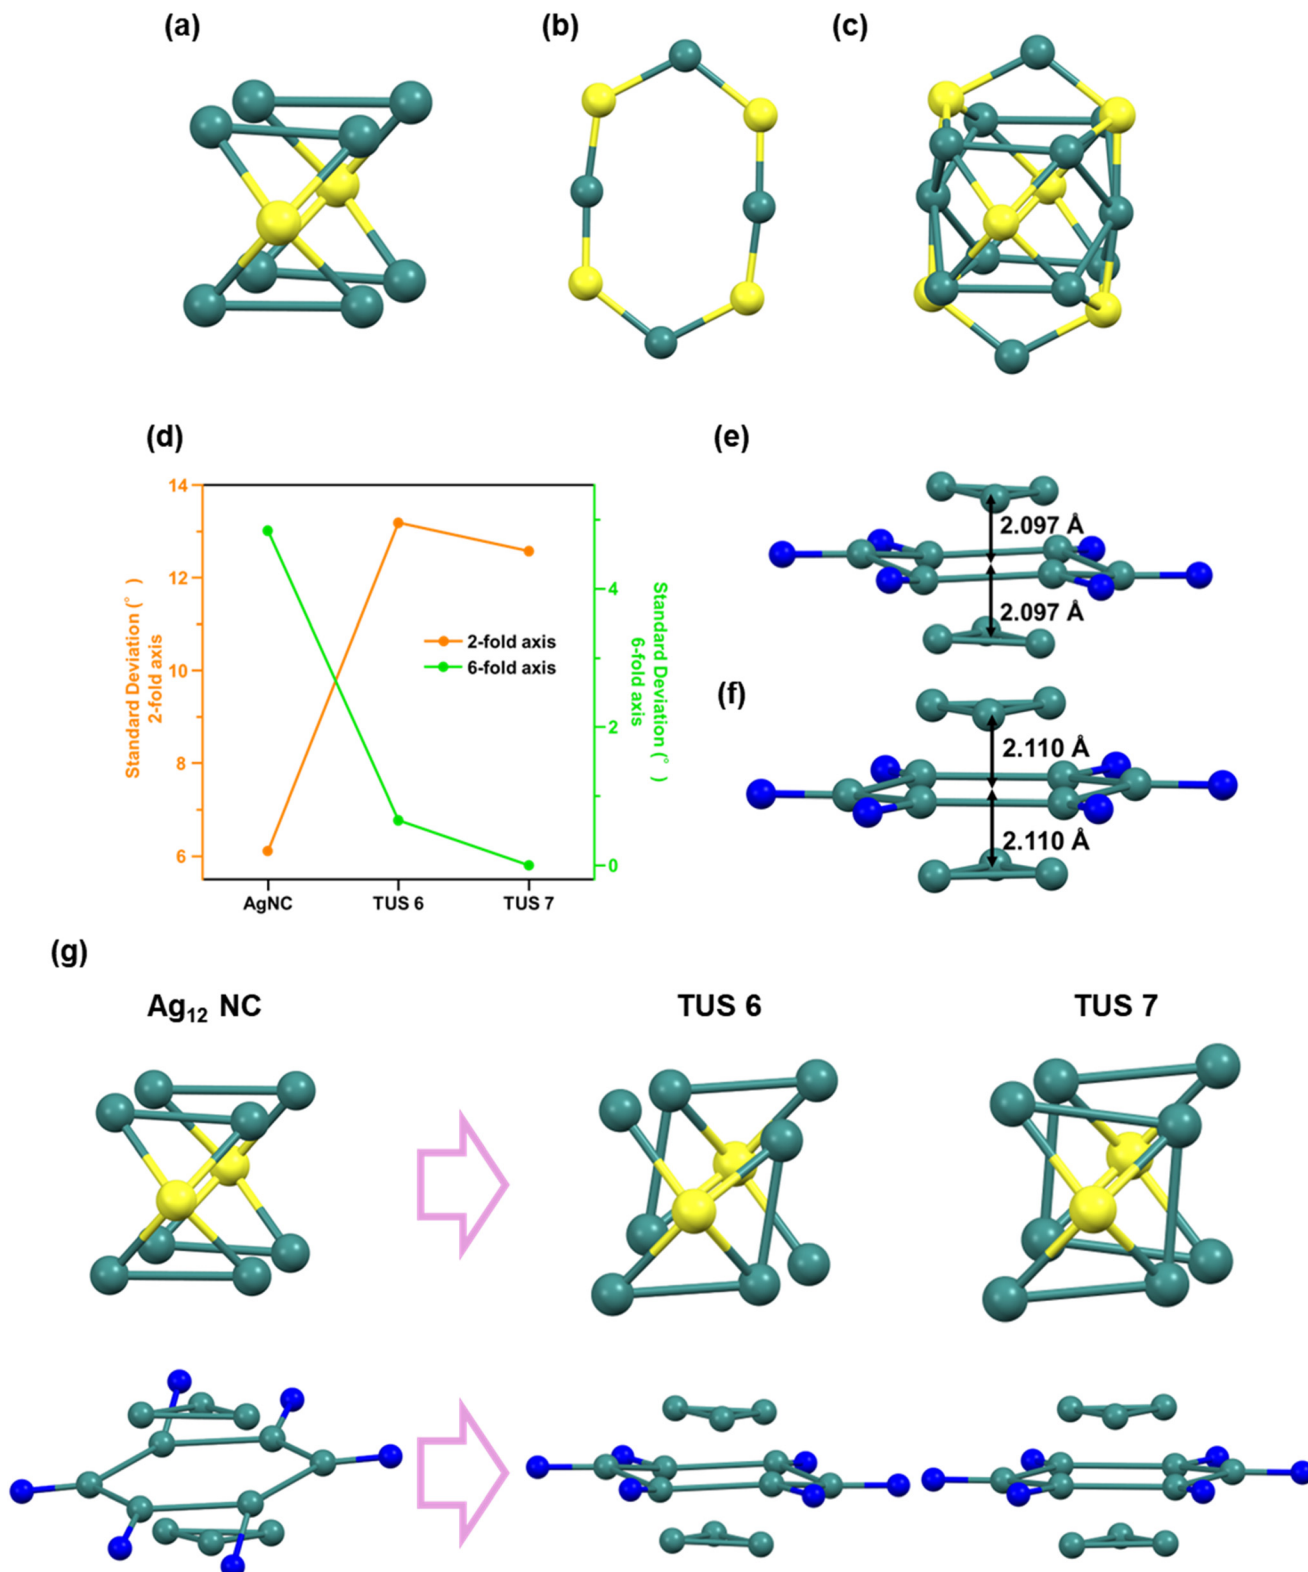 (a)
(b)
(c)
(d)
14
12
10
8
6
Standard Deviation (°)
2-fold axis
2-fold axis
6-fold axis
4
2
0
Standard Deviation (°)
6-fold axis
AgNC
TUS 6
TUS 7
(e)
2.097 Å
2.097 Å
(f)
2.110 Å
2.110 Å
(g)
Ag₁₂ NC
TUS 6
TUS 7